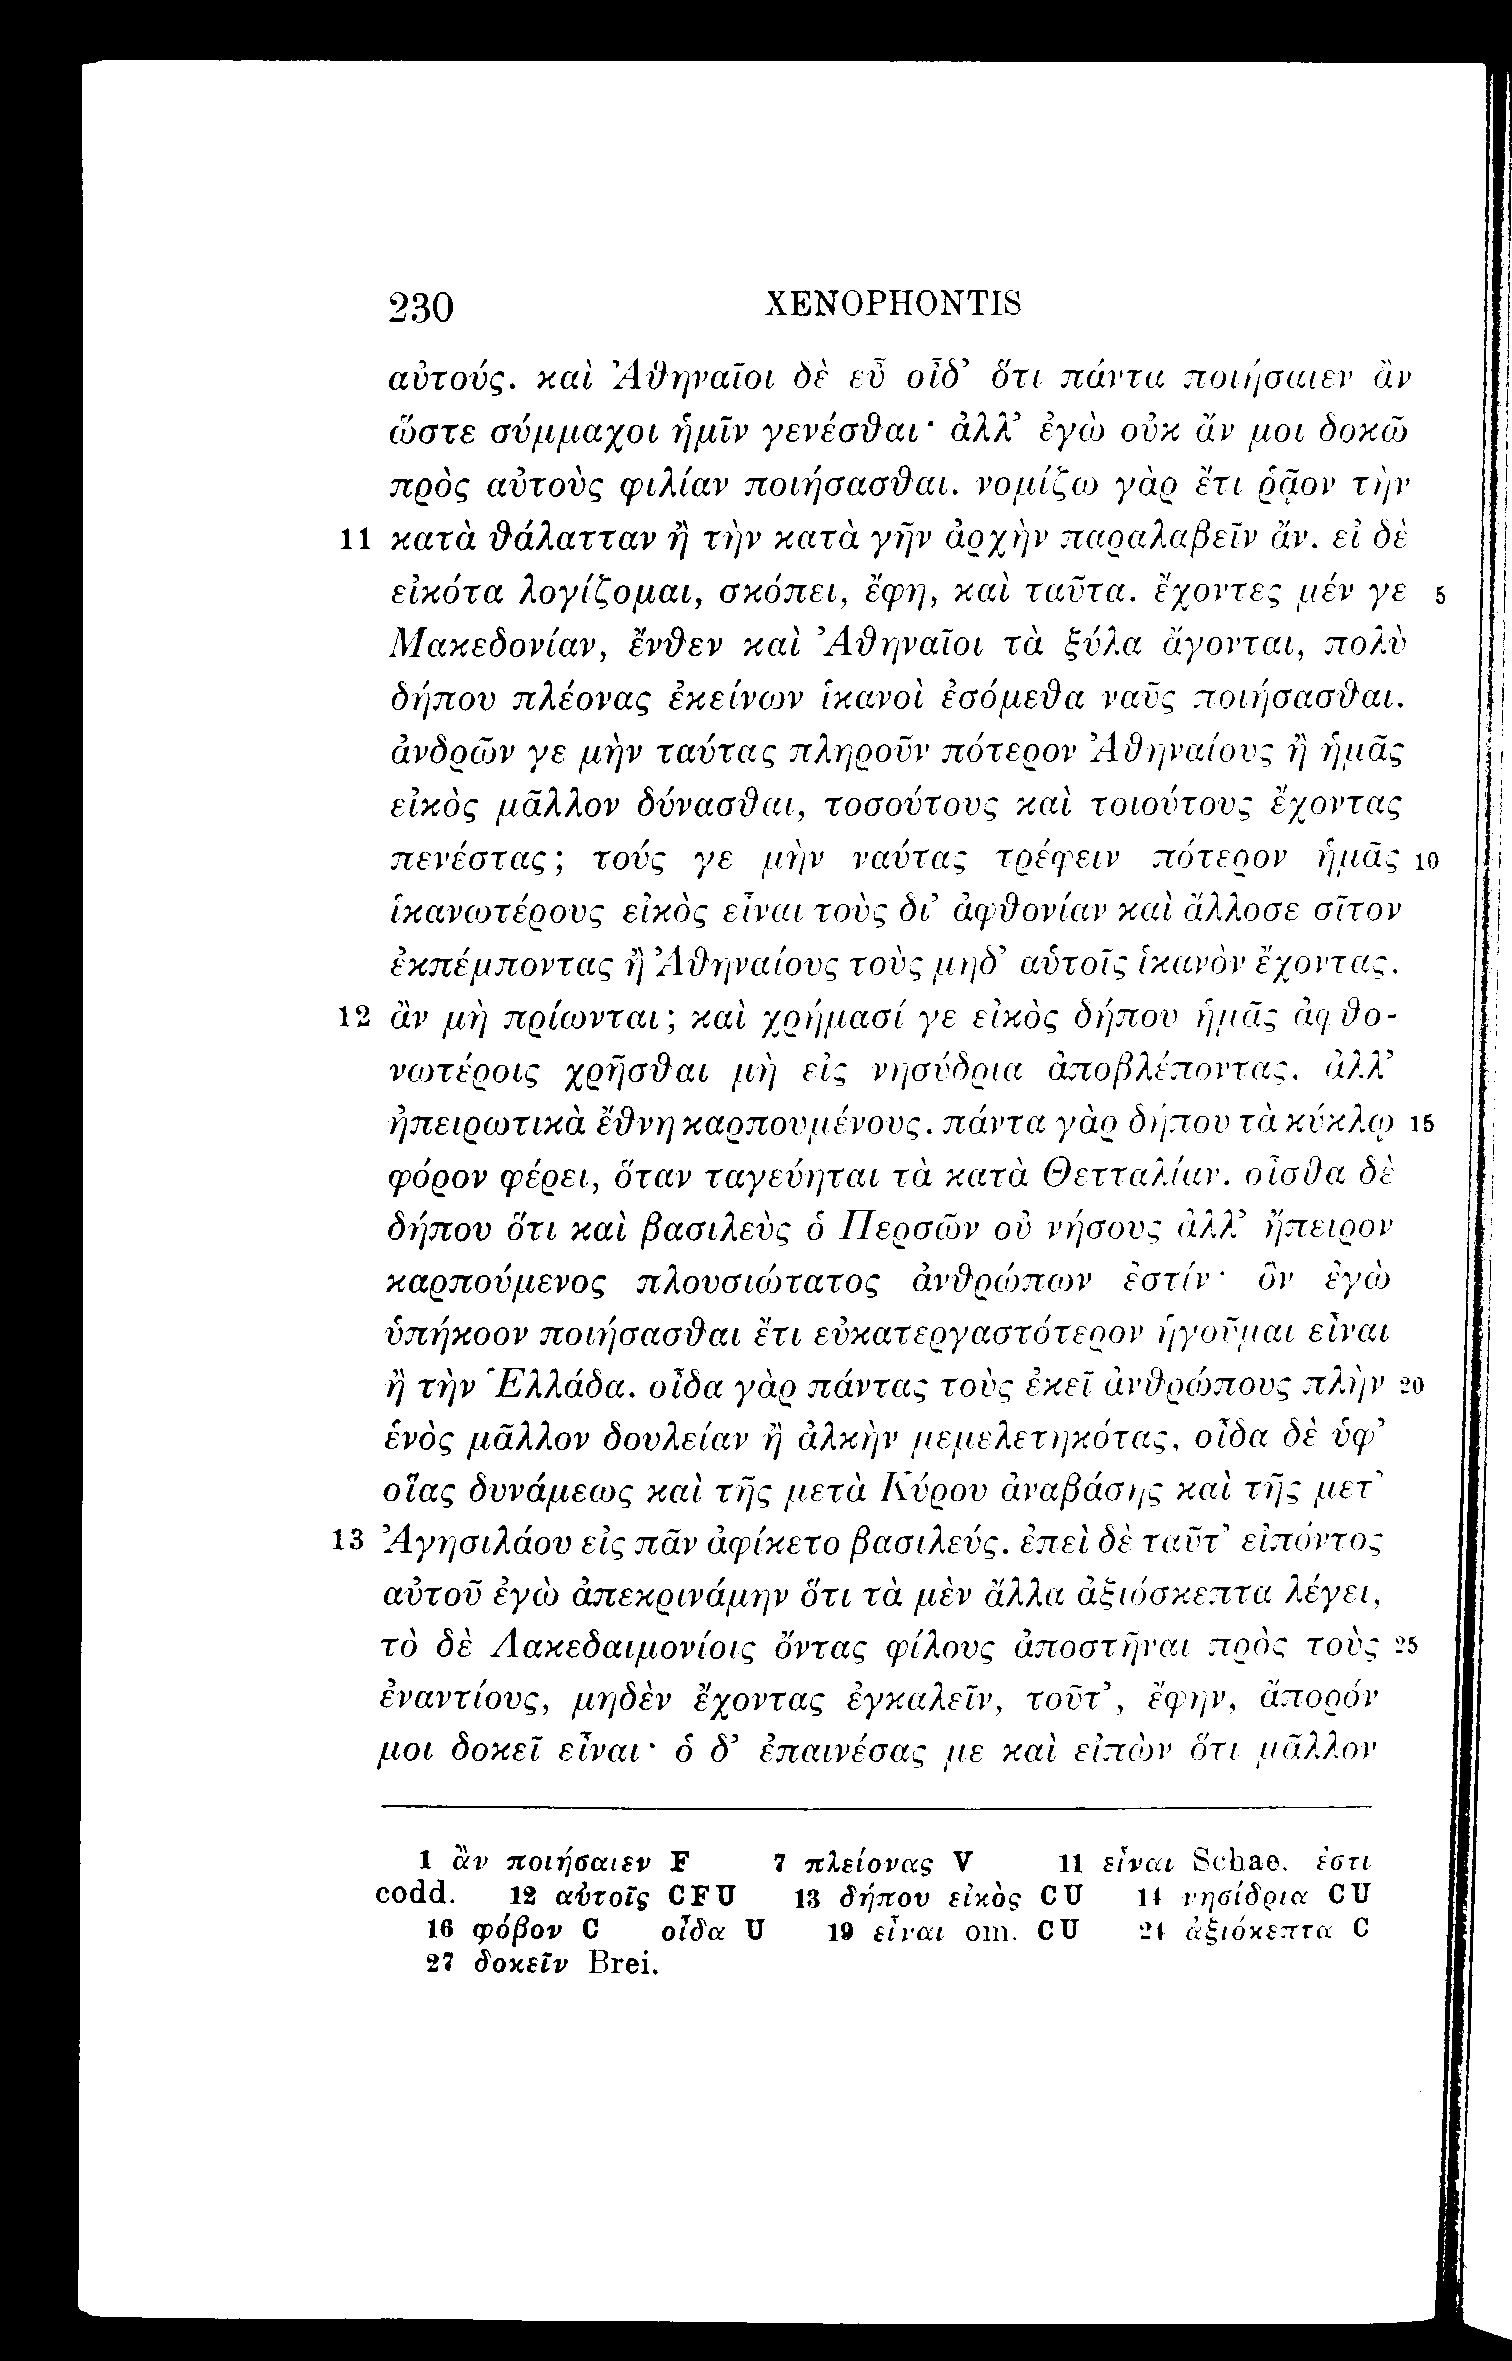 230 XENOPHONTIS
αὐτούς. καὶ Ἀθηναῖοι δὲ εὖ οἶδ’ ὅτι πάντα ποιήσαιεν ἂν
ὥστε σύμμαχοι ἡμῖν γενέσθαι· ἀλλ’ ἐγὼ οὐκ ἄν μοι δοκῶ
πρὸς αὐτοὺς φιλίαν ποιήσασθαι. νομίζω γὰρ ἔτι ῥᾷον τὴν
11 κατὰ θάλατταν ἢ τὴν κατὰ γῆν ἀρχὴν παραλαβεῖν ἄν. εἰ δὲ
εἰκότα λογίζομαι, σκόπει, ἔφη, καὶ ταῦτα. ἔχοντες μέν γε 5
Μακεδονίαν, ἔνθεν καὶ Ἀθηναῖοι τὰ ξύλα ἄγονται, πολὺ
δήπου πλέονας ἐκείνων ἱκανοὶ ἐσόμεθα ναῦς ποιήσασθαι.
ἀνδρῶν γε μὴν ταύτας πληροῦν πότερον Ἀθηναίους ἢ ἡμᾶς
εἰκὸς μᾶλλον δύνασθαι, τοσούτους καὶ τοιούτους ἔχοντας
πενέστας; τούς γε μὴν ναύτας τρέφειν πότερον ἡμᾶς 10
ἱκανωτέρους εἰκὸς εἶναι τοὺς δι’ ἀφθονίαν καὶ ἄλλοσε σῖτον
ἐκπέμποντας ἢ Ἀθηναίους τοὺς μηδ’ αὑτοῖς ἱκανὸν ἔχοντας,
12 ἂν μὴ πρίωνται; καὶ χρήμασί γε εἰκὸς δήπου ἡμᾶς ἀφθο-
νωτέροις χρῆσθαι μὴ εἰς νησύδρια ἀποβλέποντας, ἀλλ’
ἠπειρωτικὰ ἔθνη καρπουμένους. πάντα γὰρ δήπου τὰ κύκλῳ 15
φόρον φέρει, ὅταν ταγεύηται τὰ κατὰ Θετταλίαν. οἶσθα δὲ
δήπου ὅτι καὶ βασιλεὺς ὁ Περσῶν οὐ νήσους ἀλλ’ ἤπειρον
καρπούμενος πλουσιώτατος ἀνθρώπων ἐστίν· ὃν ἐγὼ
ὑπήκοον ποιήσασθαι ἔτι εὐκατεργαστότερον ἡγοῦμαι εἶναι
ἢ τὴν Ἑλλάδα. οἶδα γὰρ πάντας τοὺς ἐκεῖ ἀνθρώπους πλὴν 20
ἑνὸς μᾶλλον δουλείαν ἢ ἀλκὴν μεμελετηκότας, οἶδα δὲ ὑφ’
οἵας δυνάμεως καὶ τῆς μετὰ Κύρου ἀναβάσης καὶ τῆς μετ’
13 Ἀγησιλάου εἰς πᾶν ἀφίκετο βασιλεύς. ἐπεὶ δὲ ταῦτ’ εἰπόντος
αὐτοῦ ἐγὼ ἀπεκρινάμην ὅτι τὰ μὲν ἄλλα ἀξιόσκεπτα λέγει,
τὸ δὲ Λακεδαιμονίοις ὄντας φίλους ἀποστῆναι πρὸς τοὺς 25
ἐναντίους, μηδὲν ἔχοντας ἐγκαλεῖν, τοῦτ’, ἔφην, ἄπορόν
μοι δοκεῖ εἶναι· ὁ δ’ ἐπαινέσας με καὶ εἰπὼν ὅτι μᾶλλον
1 ἂν ποιήσαιεν F 7 πλείονας V 11 εἶναι Schae. ἐστι
codd. 12 αὐτοῖς CFU 13 δήπου εἰκὸς CU 14 νησίδρια CU
16 φόβον C οἶδα U 19 εἶναι om. CU 24 ἀξιόκεπτα C
27 δοκεῖν Brei.